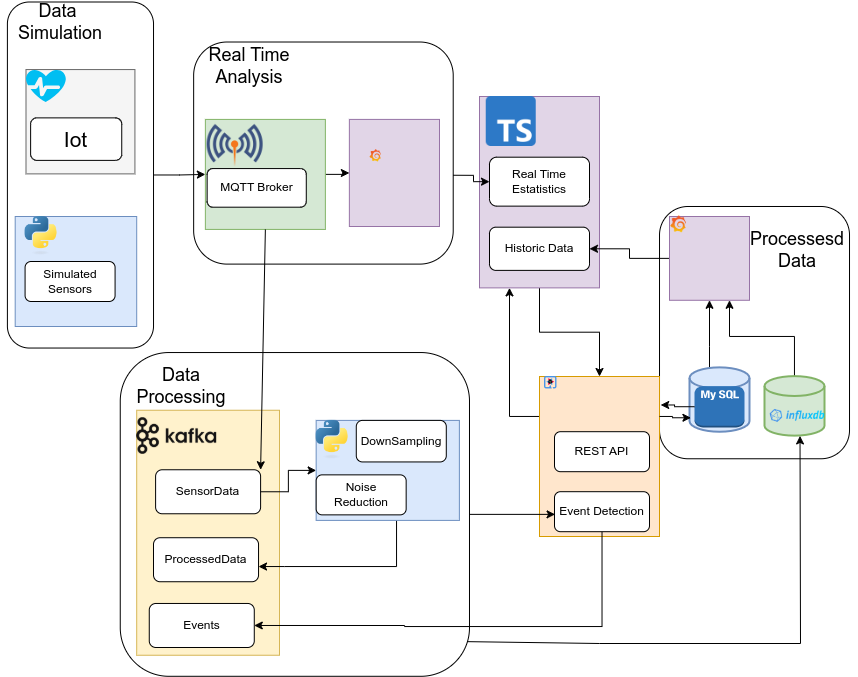 Data
Simulation
Iot
Simulated
Sensors
Real Time
Analysis
MQTT Broker
TS
Real Time
Estatistics
Historic Data
Processesd
Data
My SQL
influxdb
Data
Processing
kafka
SensorData
ProcessedData
Events
DownSampling
Noise
Reduction
REST API
Event Detection